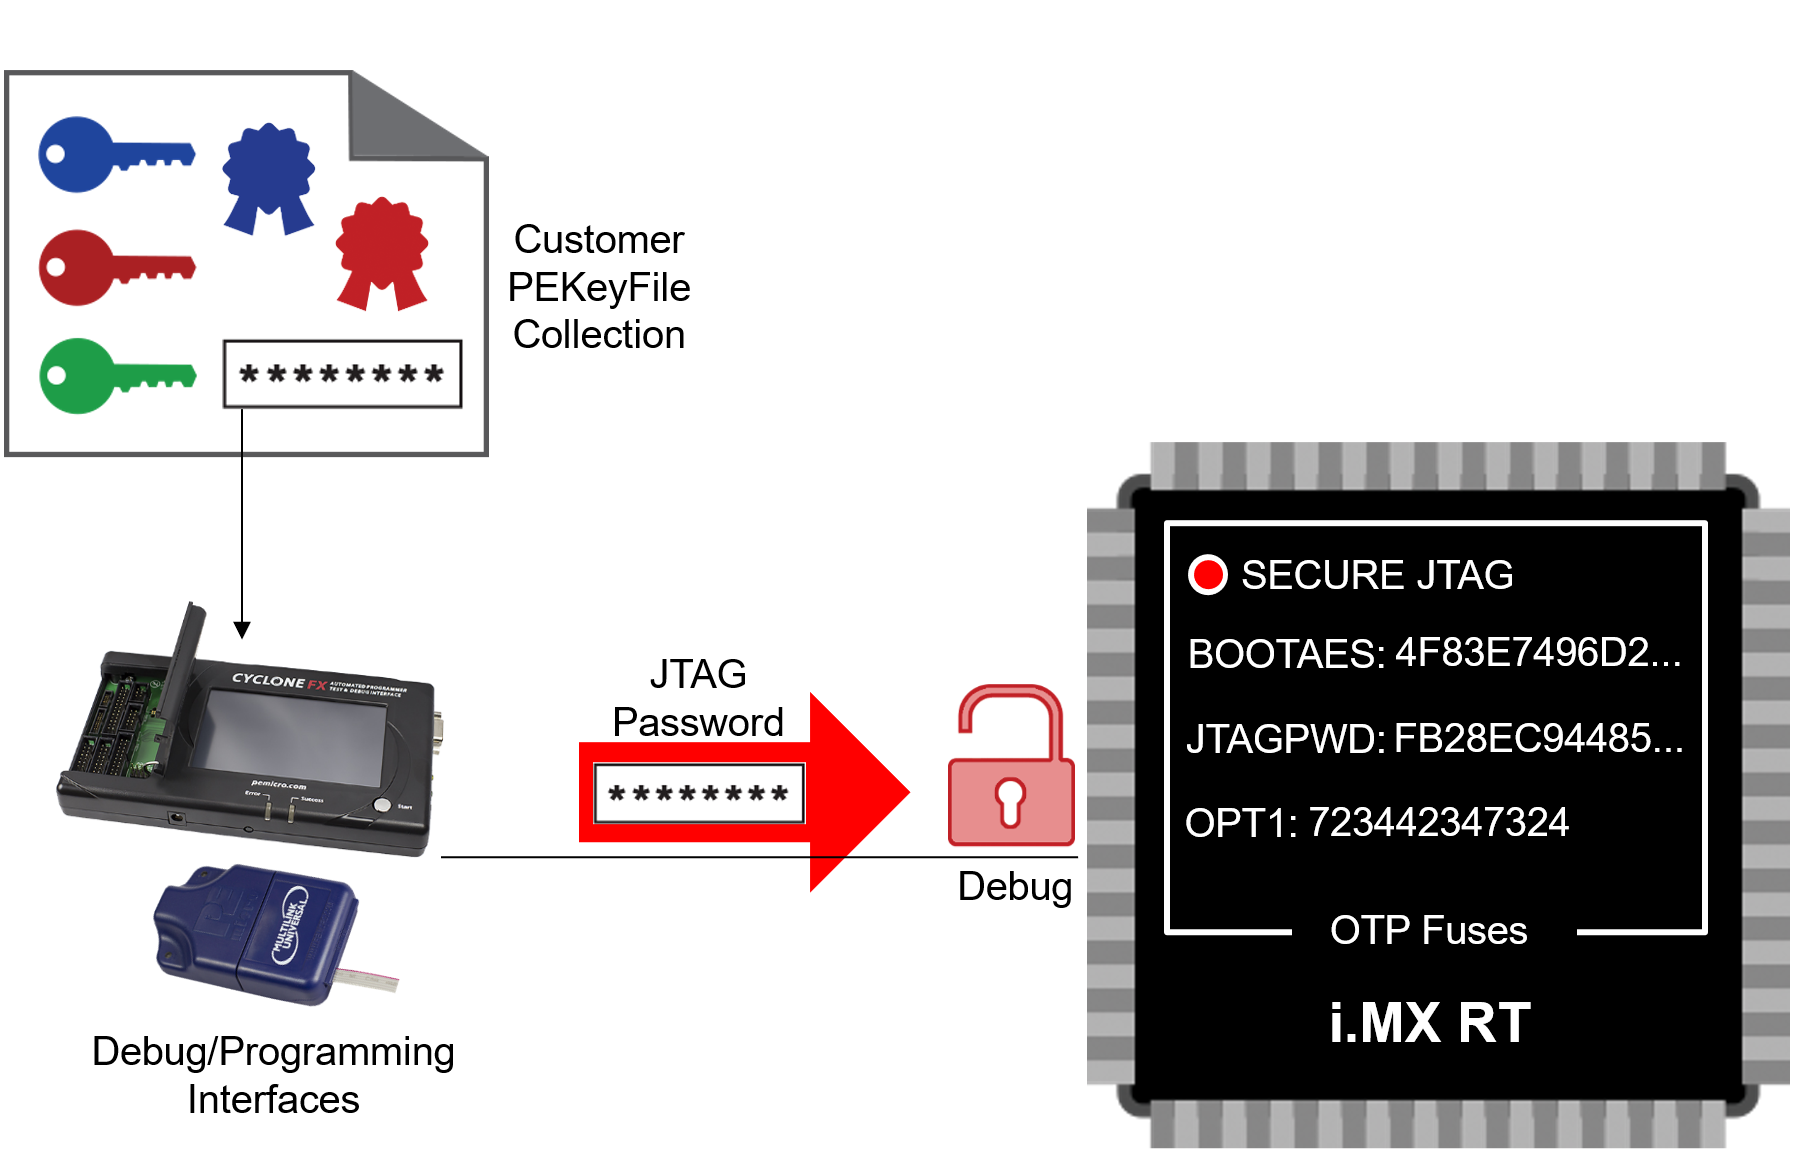 Customer
PEKeyFile
Collection
********
CYCLONE FX AUTOMATED PROGRAMMER
TEST & DEBUG INTERFACE
pemicro.com
Error
Success
Start
MULTILINK
UNIVERSAL
Debug/Programming
Interfaces
JTAG
Password
********
Debug
SECURE JTAG
BOOTAES: 4F83E7496D2...
JTAGPWD: FB28EC94485...
OPT1: 723442347324
OTP Fuses
i.MX RT